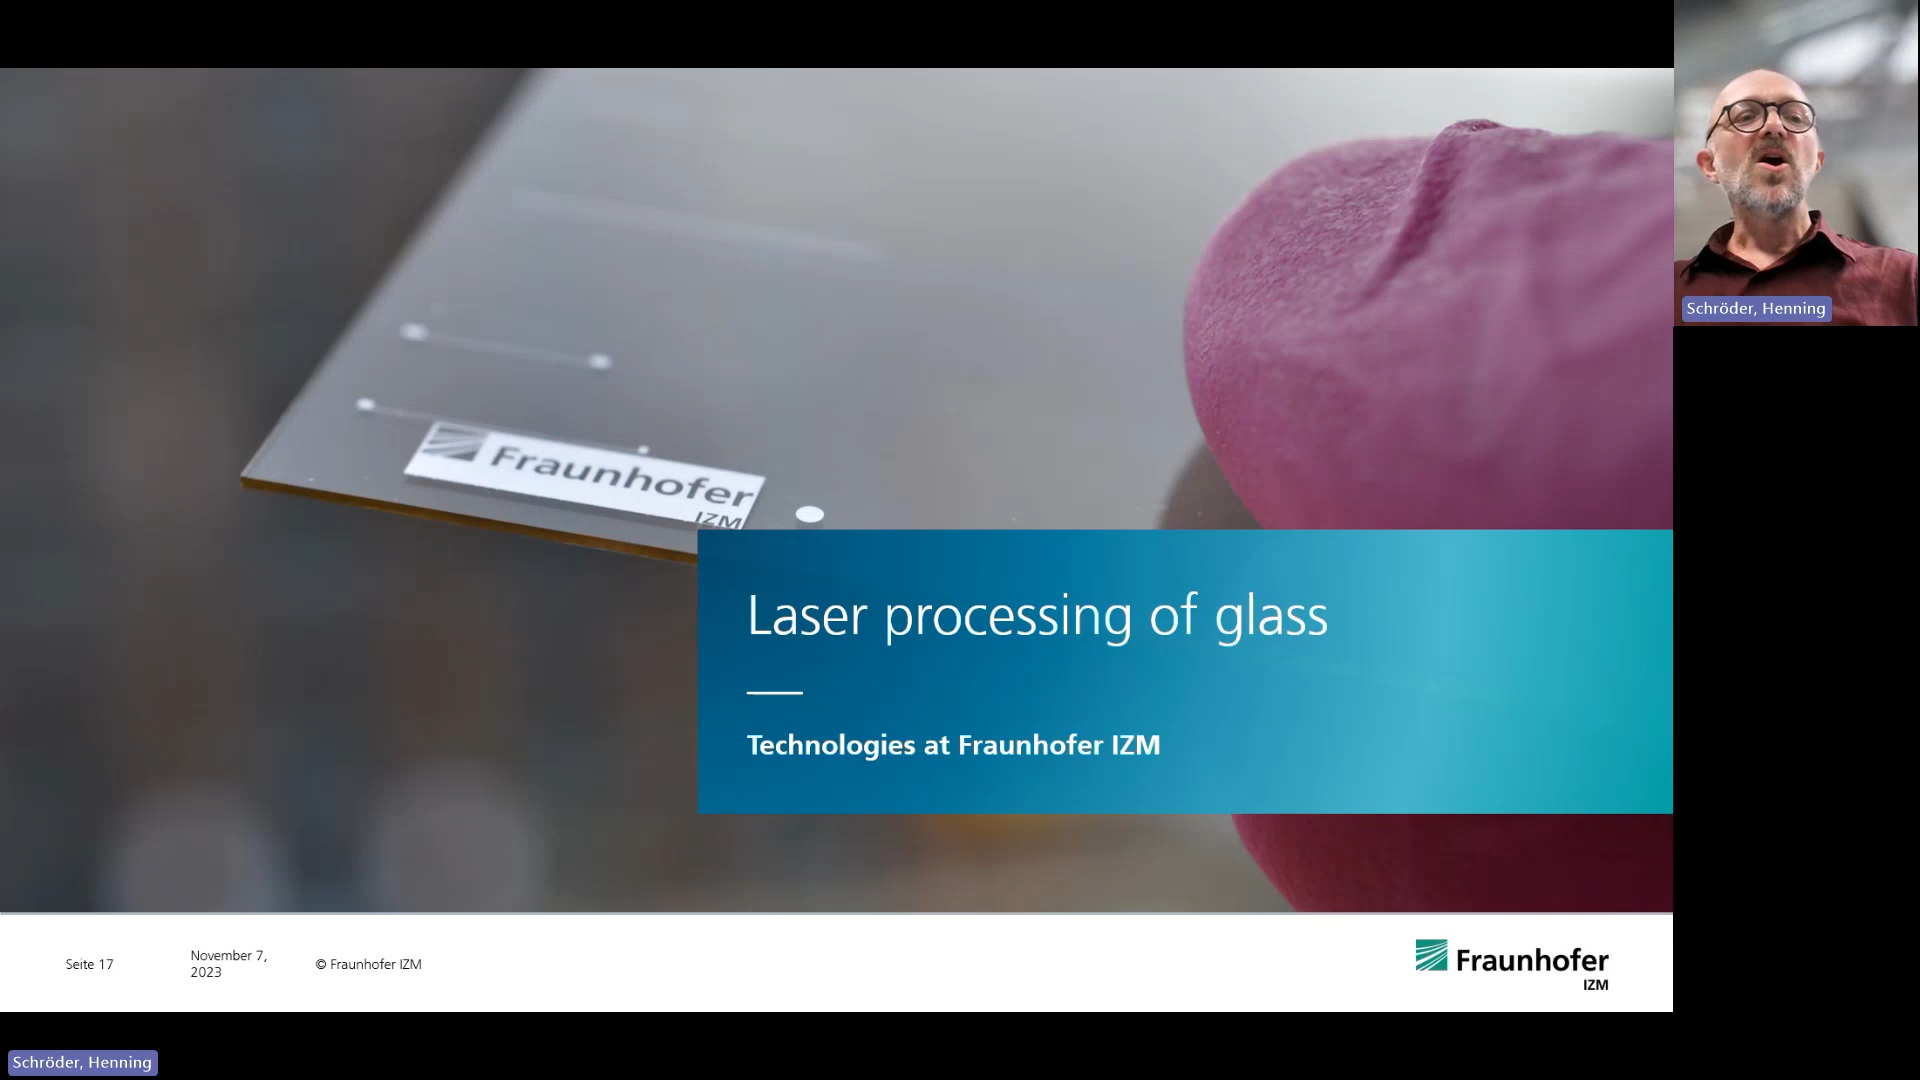 Fraunhofer
IZM
Laser processing of glass
Technologies at Fraunhofer IZM
Schröder, Henning
Seite 17
November 7,
2023
© Fraunhofer IZM
Fraunhofer
IZM
Schröder, Henning